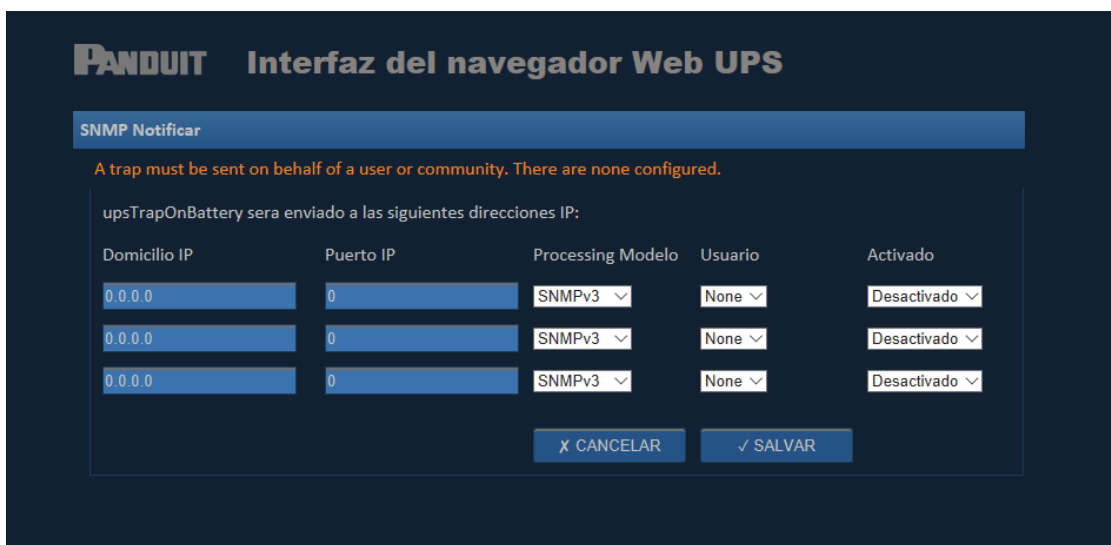 PANDUIT Interfaz del navegador Web UPS
SNMP Notificar
A trap must be sent on behalf of a user or community. There are none configured.
upsTrapOnBattery sera enviado a las siguientes direcciones IP:
Domicilio IP Puerto IP Processing Modelo Usuario Activado
0.0.0.0 0 SNMPv3 None Desactivado
0.0.0.0 0 SNMPv3 None Desactivado
0.0.0.0 0 SNMPv3 None Desactivado
✗ CANCELAR ✓ SALVAR